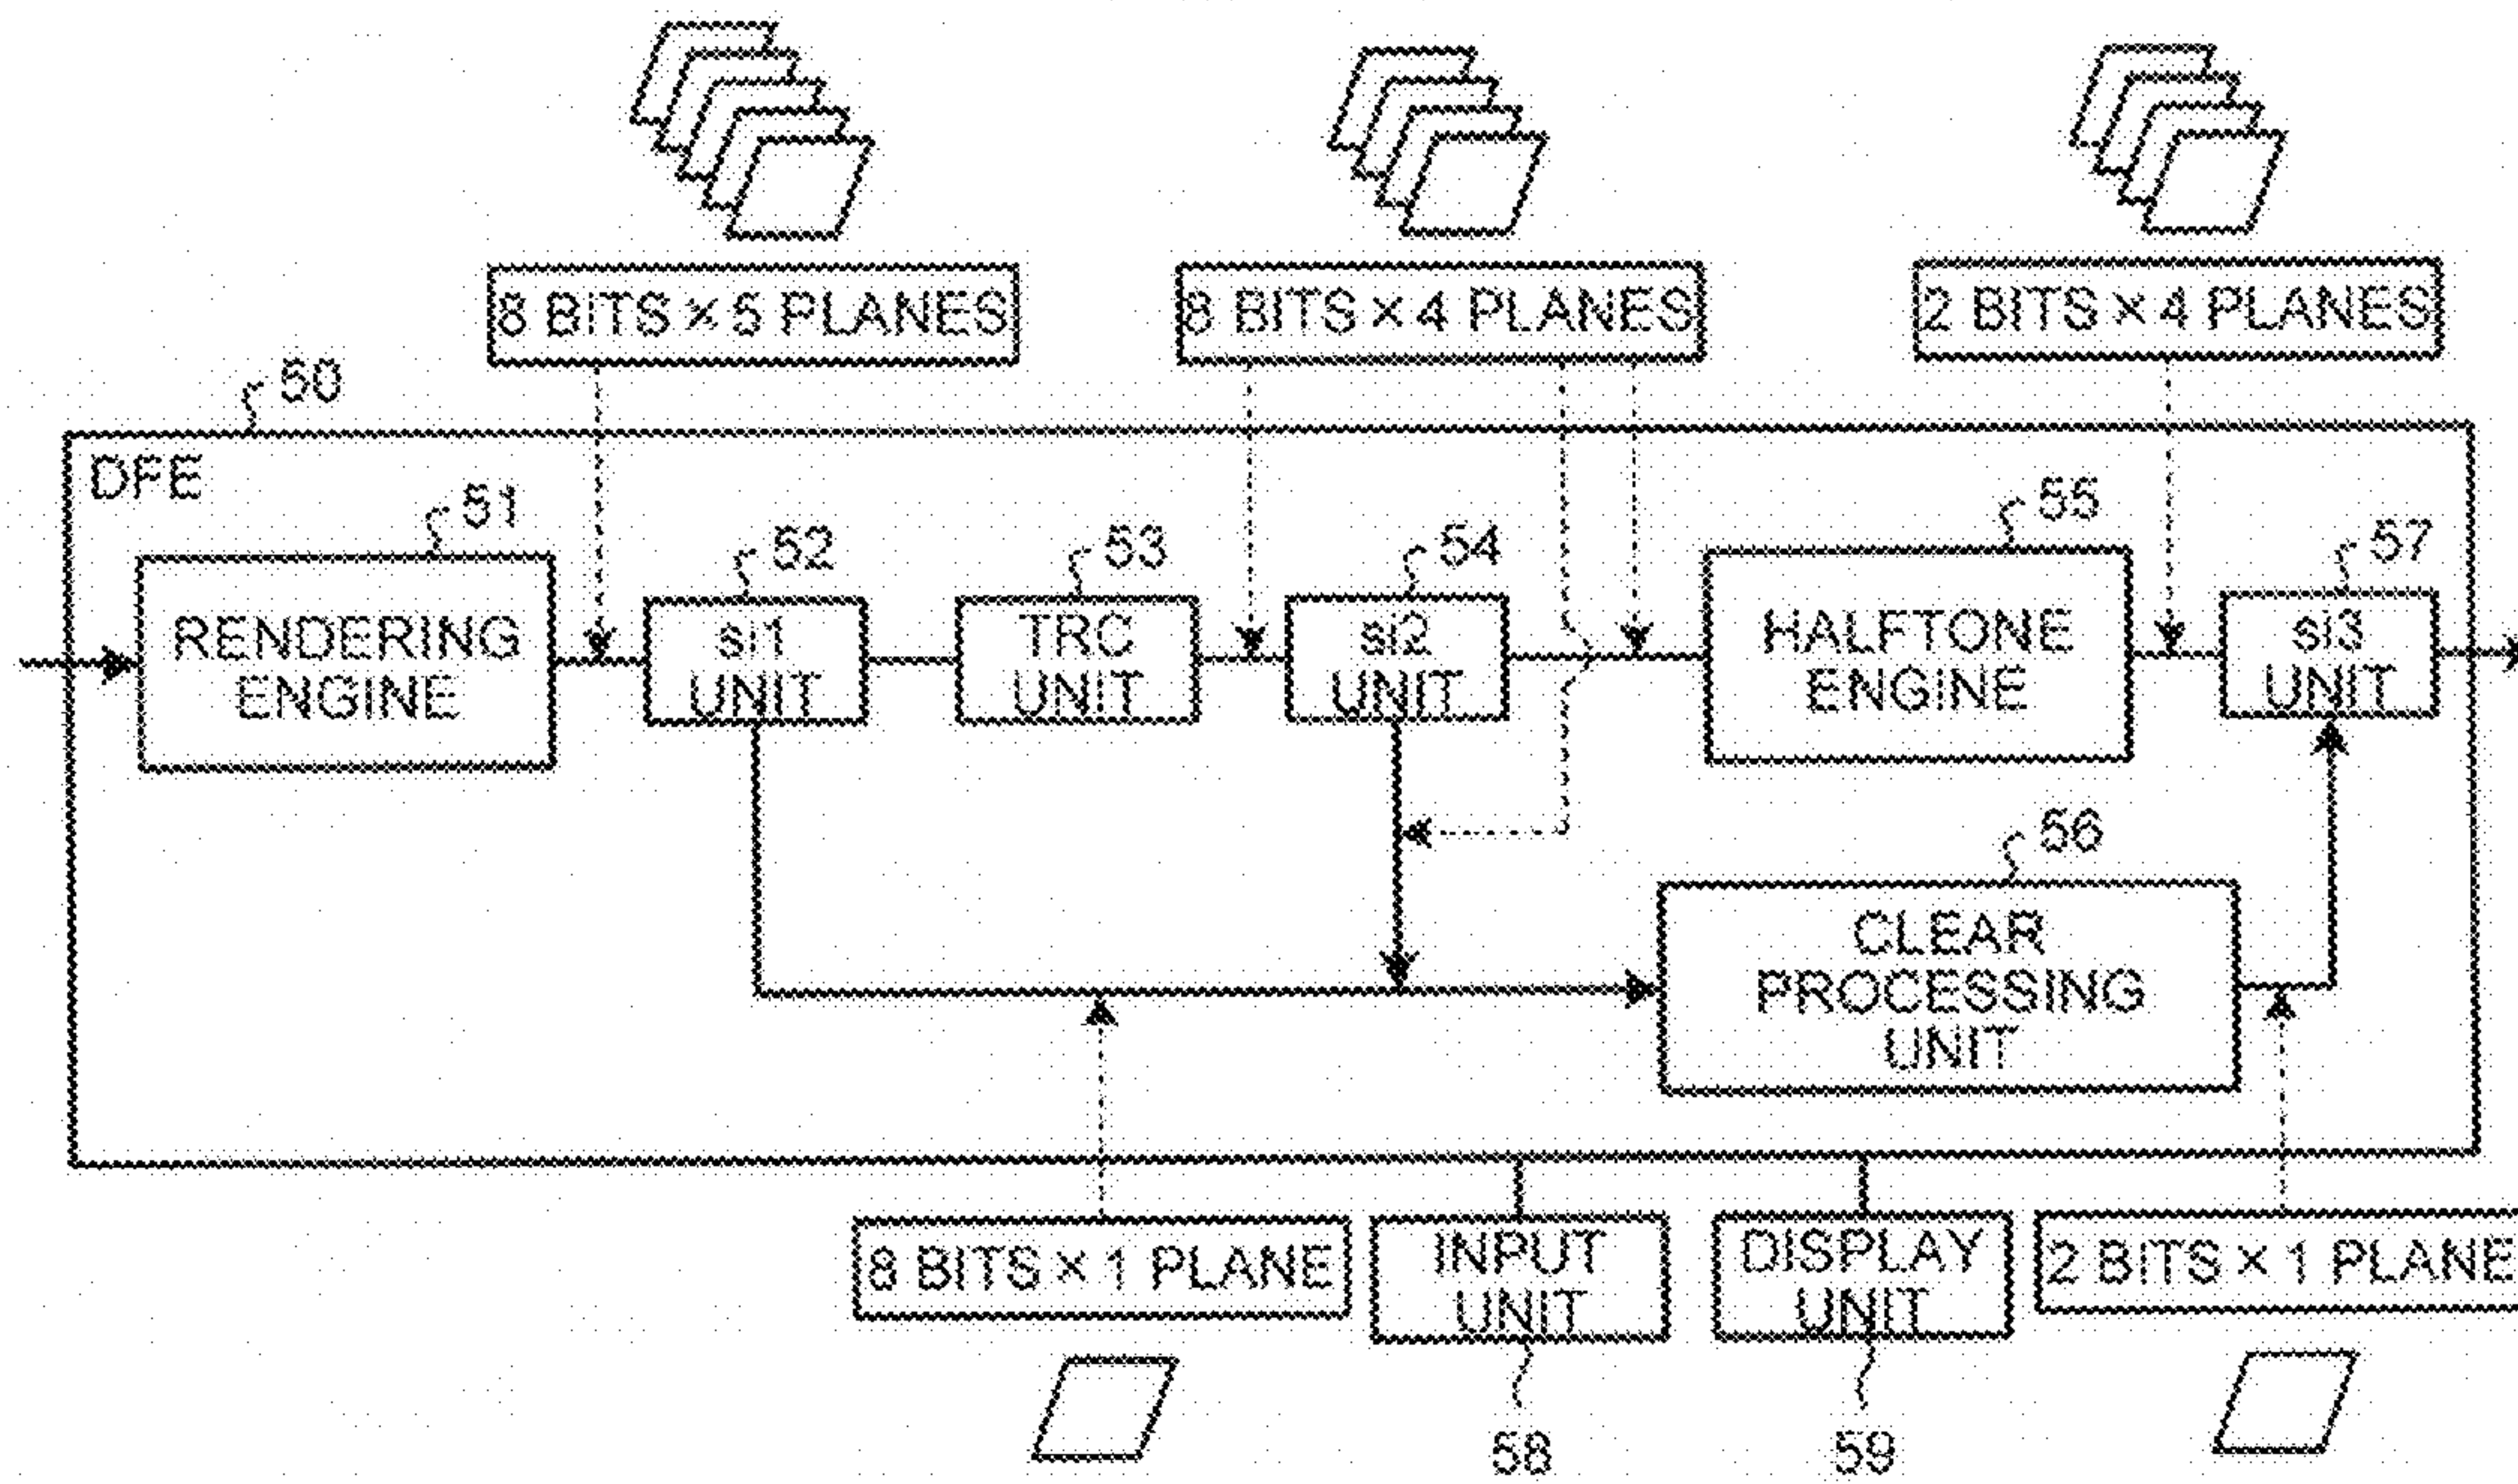 8 BITS × 5 PLANES
8 BITS × 4 PLANES
2 BITS × 4 PLANES
50
DFE
51
52
53
54
55
57
RENDERING
ENGINE
si1
UNIT
TRC
UNIT
si2
UNIT
HALFTONE
ENGINE
si3
UNIT
56
CLEAR
PROCESSING
UNIT
8 BITS × 1 PLANE
INPUT
UNIT
DISPLAY
UNIT
2 BITS × 1 PLANE
58
59